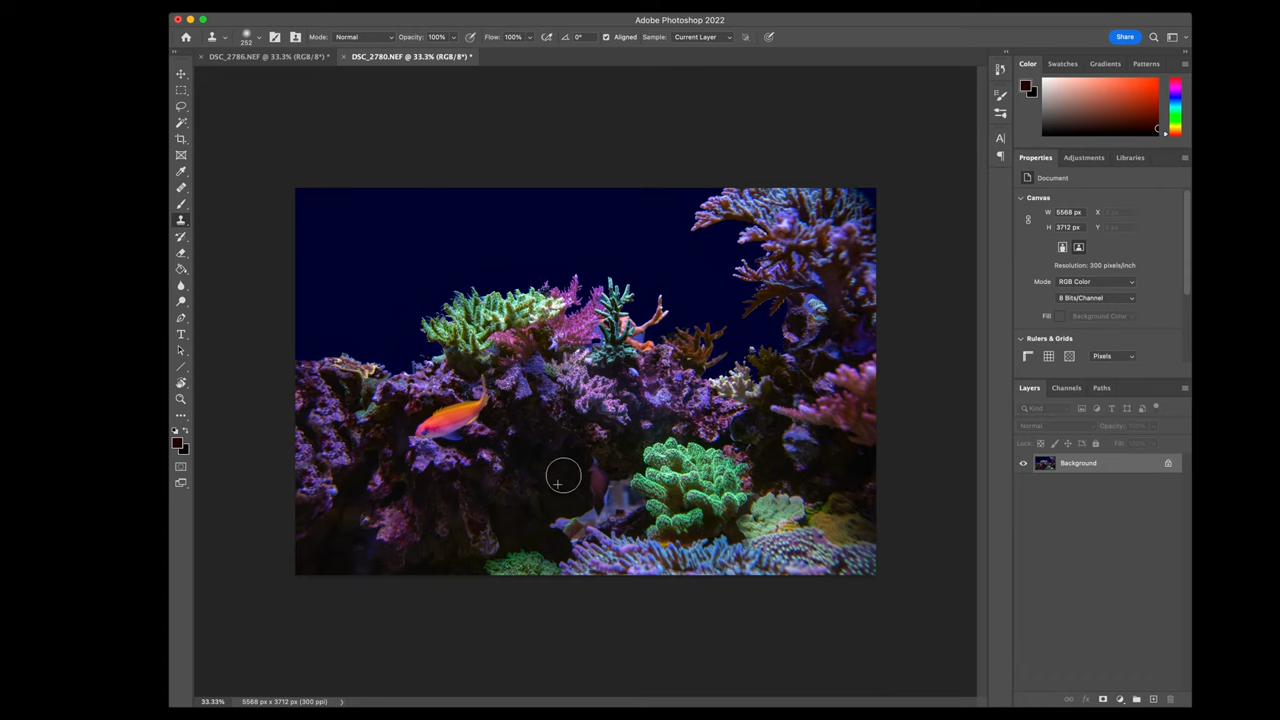 Adobe Photoshop 2022
252 Mode: Normal Opacity: 100% Flow: 100% 0° Aligned Sample: Current Layer Share
× DSC_2786.NEF @ 33.3% (RGB/8*) * × DSC_2780.NEF @ 33.3% (RGB/8*) *
Color Swatches Gradients Patterns
Properties Adjustments Libraries
Document
Canvas
W 5568 px X
H 3712 px Y
Resolution: 300 pixels/inch
Mode RGB Color
8 Bits/Channel
Fill Background Color
Rulers & Grids
Pixels
Layers Channels Paths
Kind
Normal Opacity: 100%
Lock: Fill: 100%
Background
33.33% 5568 px x 3712 px (300 ppi)